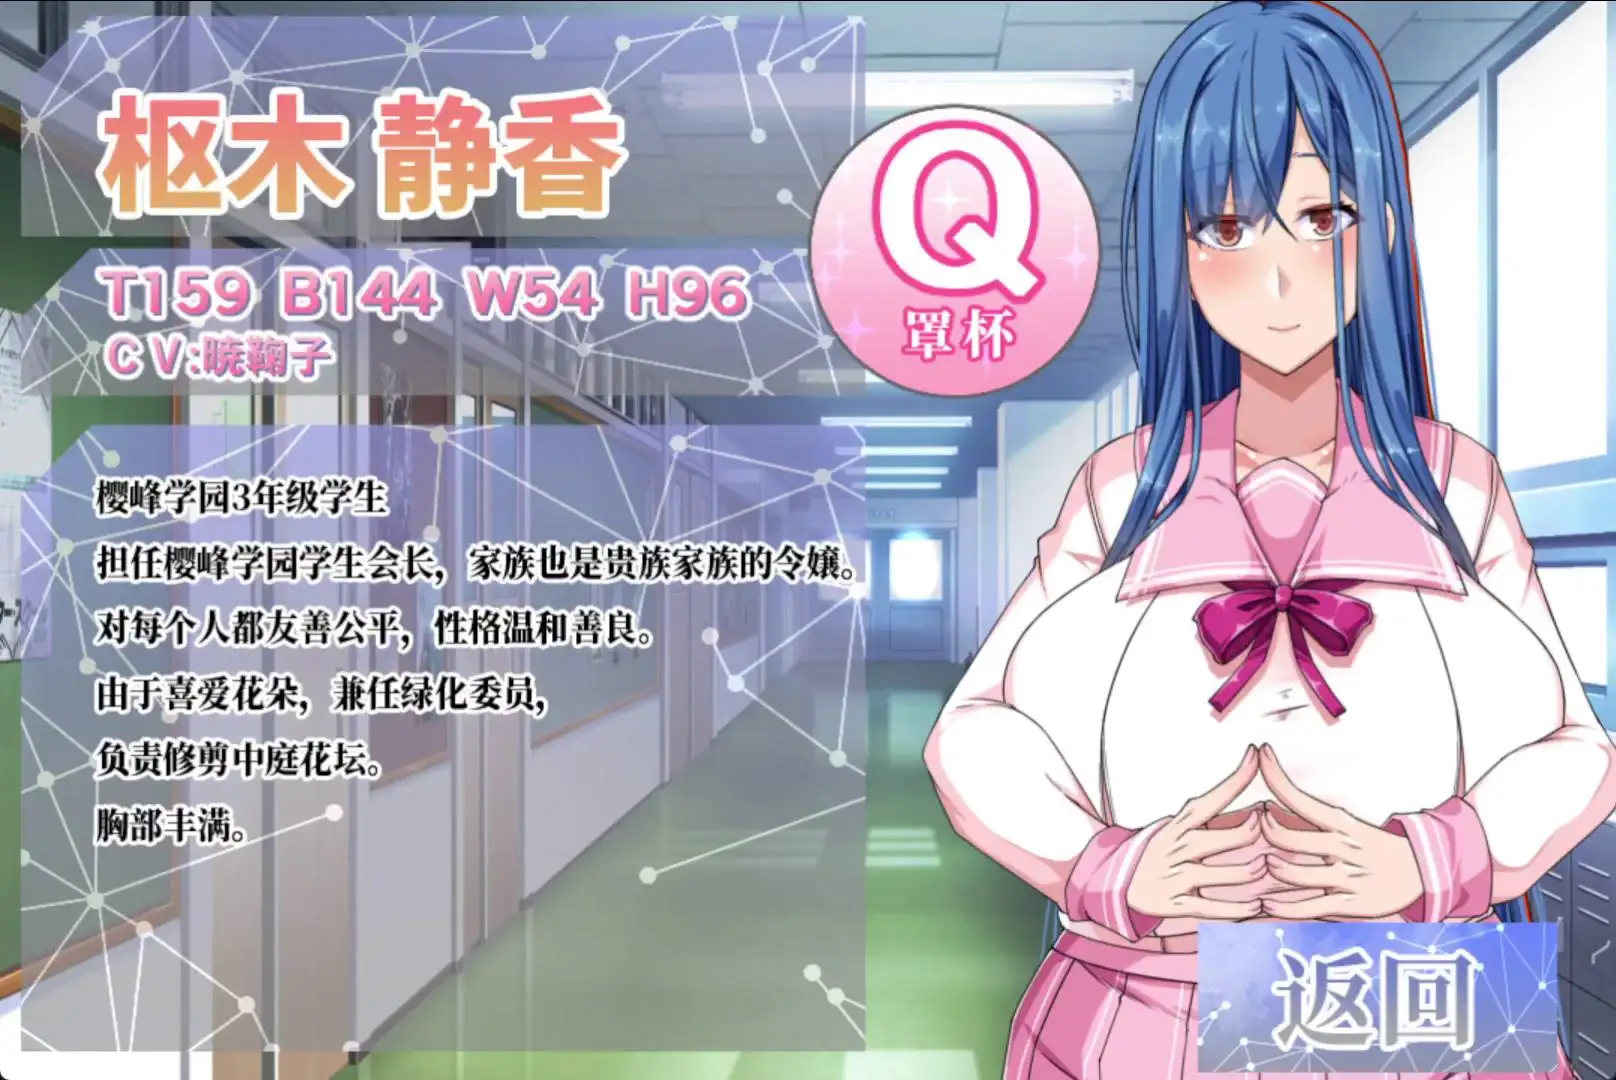 枢木 静香
Q
罩杯
T159 B144 W54 H96
CV:暁鞠子
樱峰学园3年级学生
担任樱峰学园学生会长，家族也是贵族家族的令嬢。
对每个人都友善公平，性格温和善良。
由于喜爱花朵，兼任绿化委员，
负责修剪中庭花坛。
胸部丰满。
返回